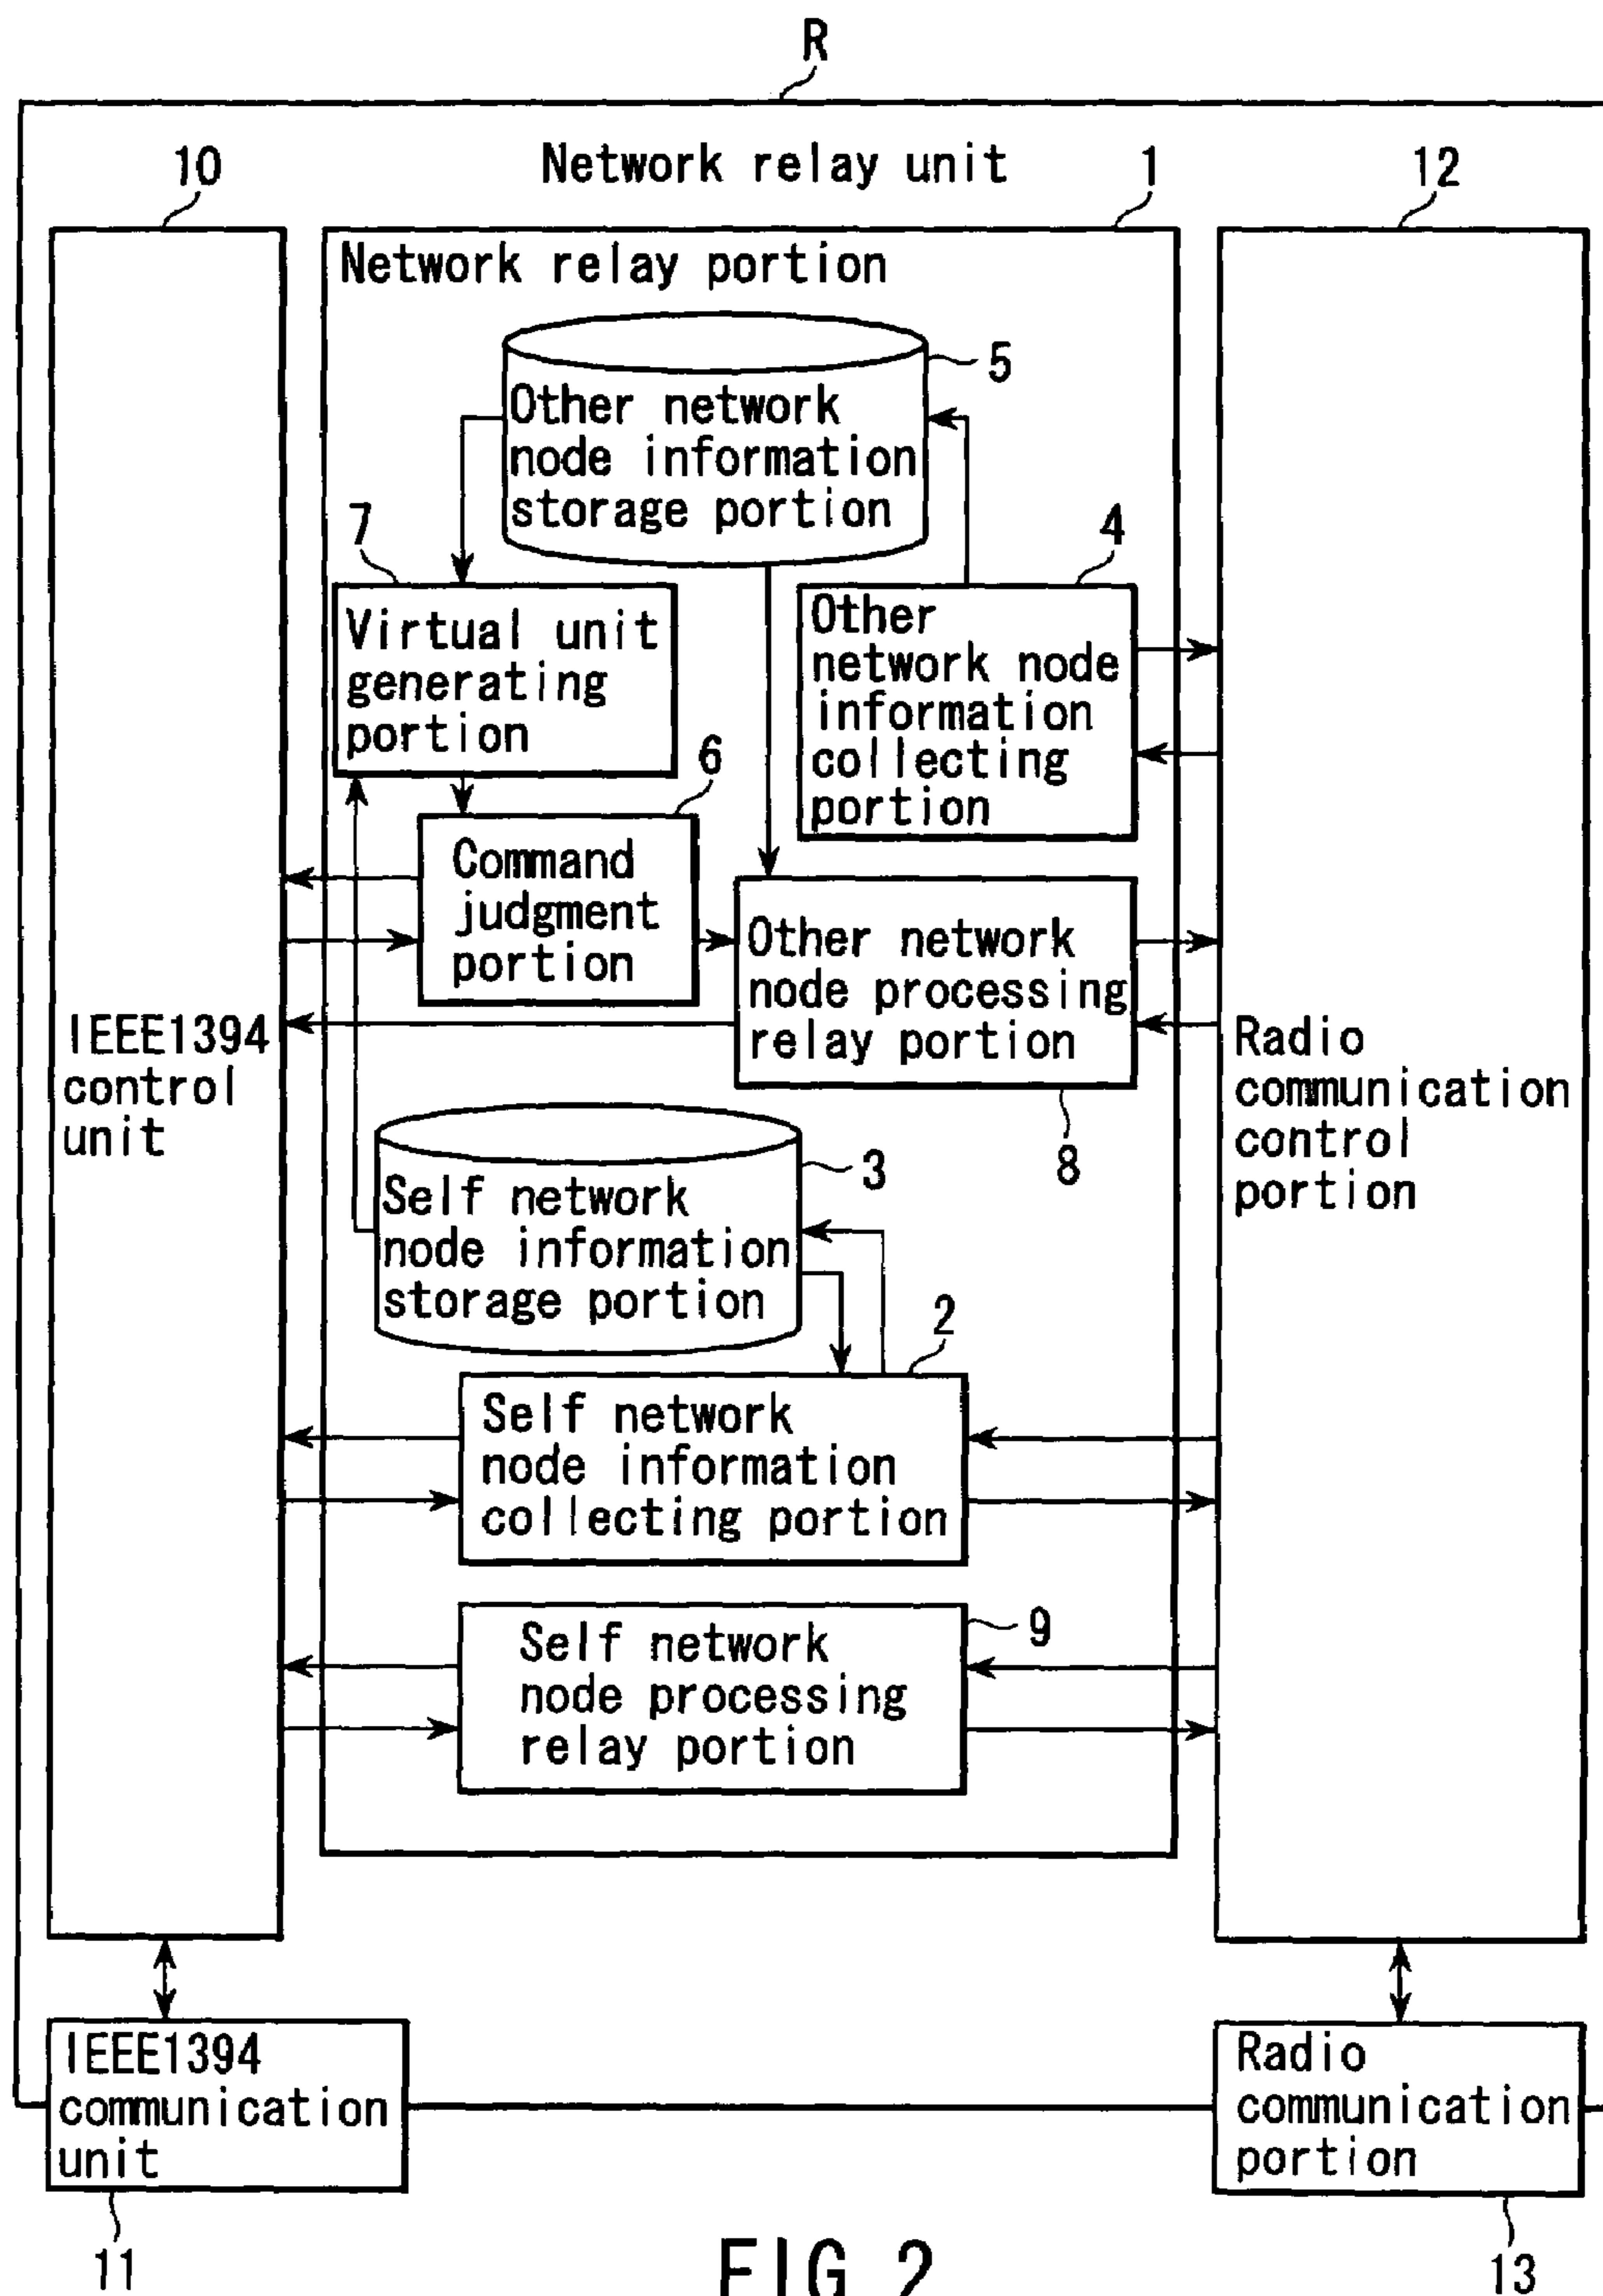 R
Network relay unit
10
1
12
Network relay portion
5
Other network
node information
storage portion
7
4
Virtual unit
generating
portion
Other
network node
information
collecting
portion
6
Command
judgment
portion
Other network
node processing
relay portion
8
IEEE1394
control
unit
Radio
communication
control
portion
3
Self network
node information
storage portion
2
Self network
node information
collecting portion
9
Self network
node processing
relay portion
IEEE1394
communication
unit
11
Radio
communication
portion
13
FIG. 2